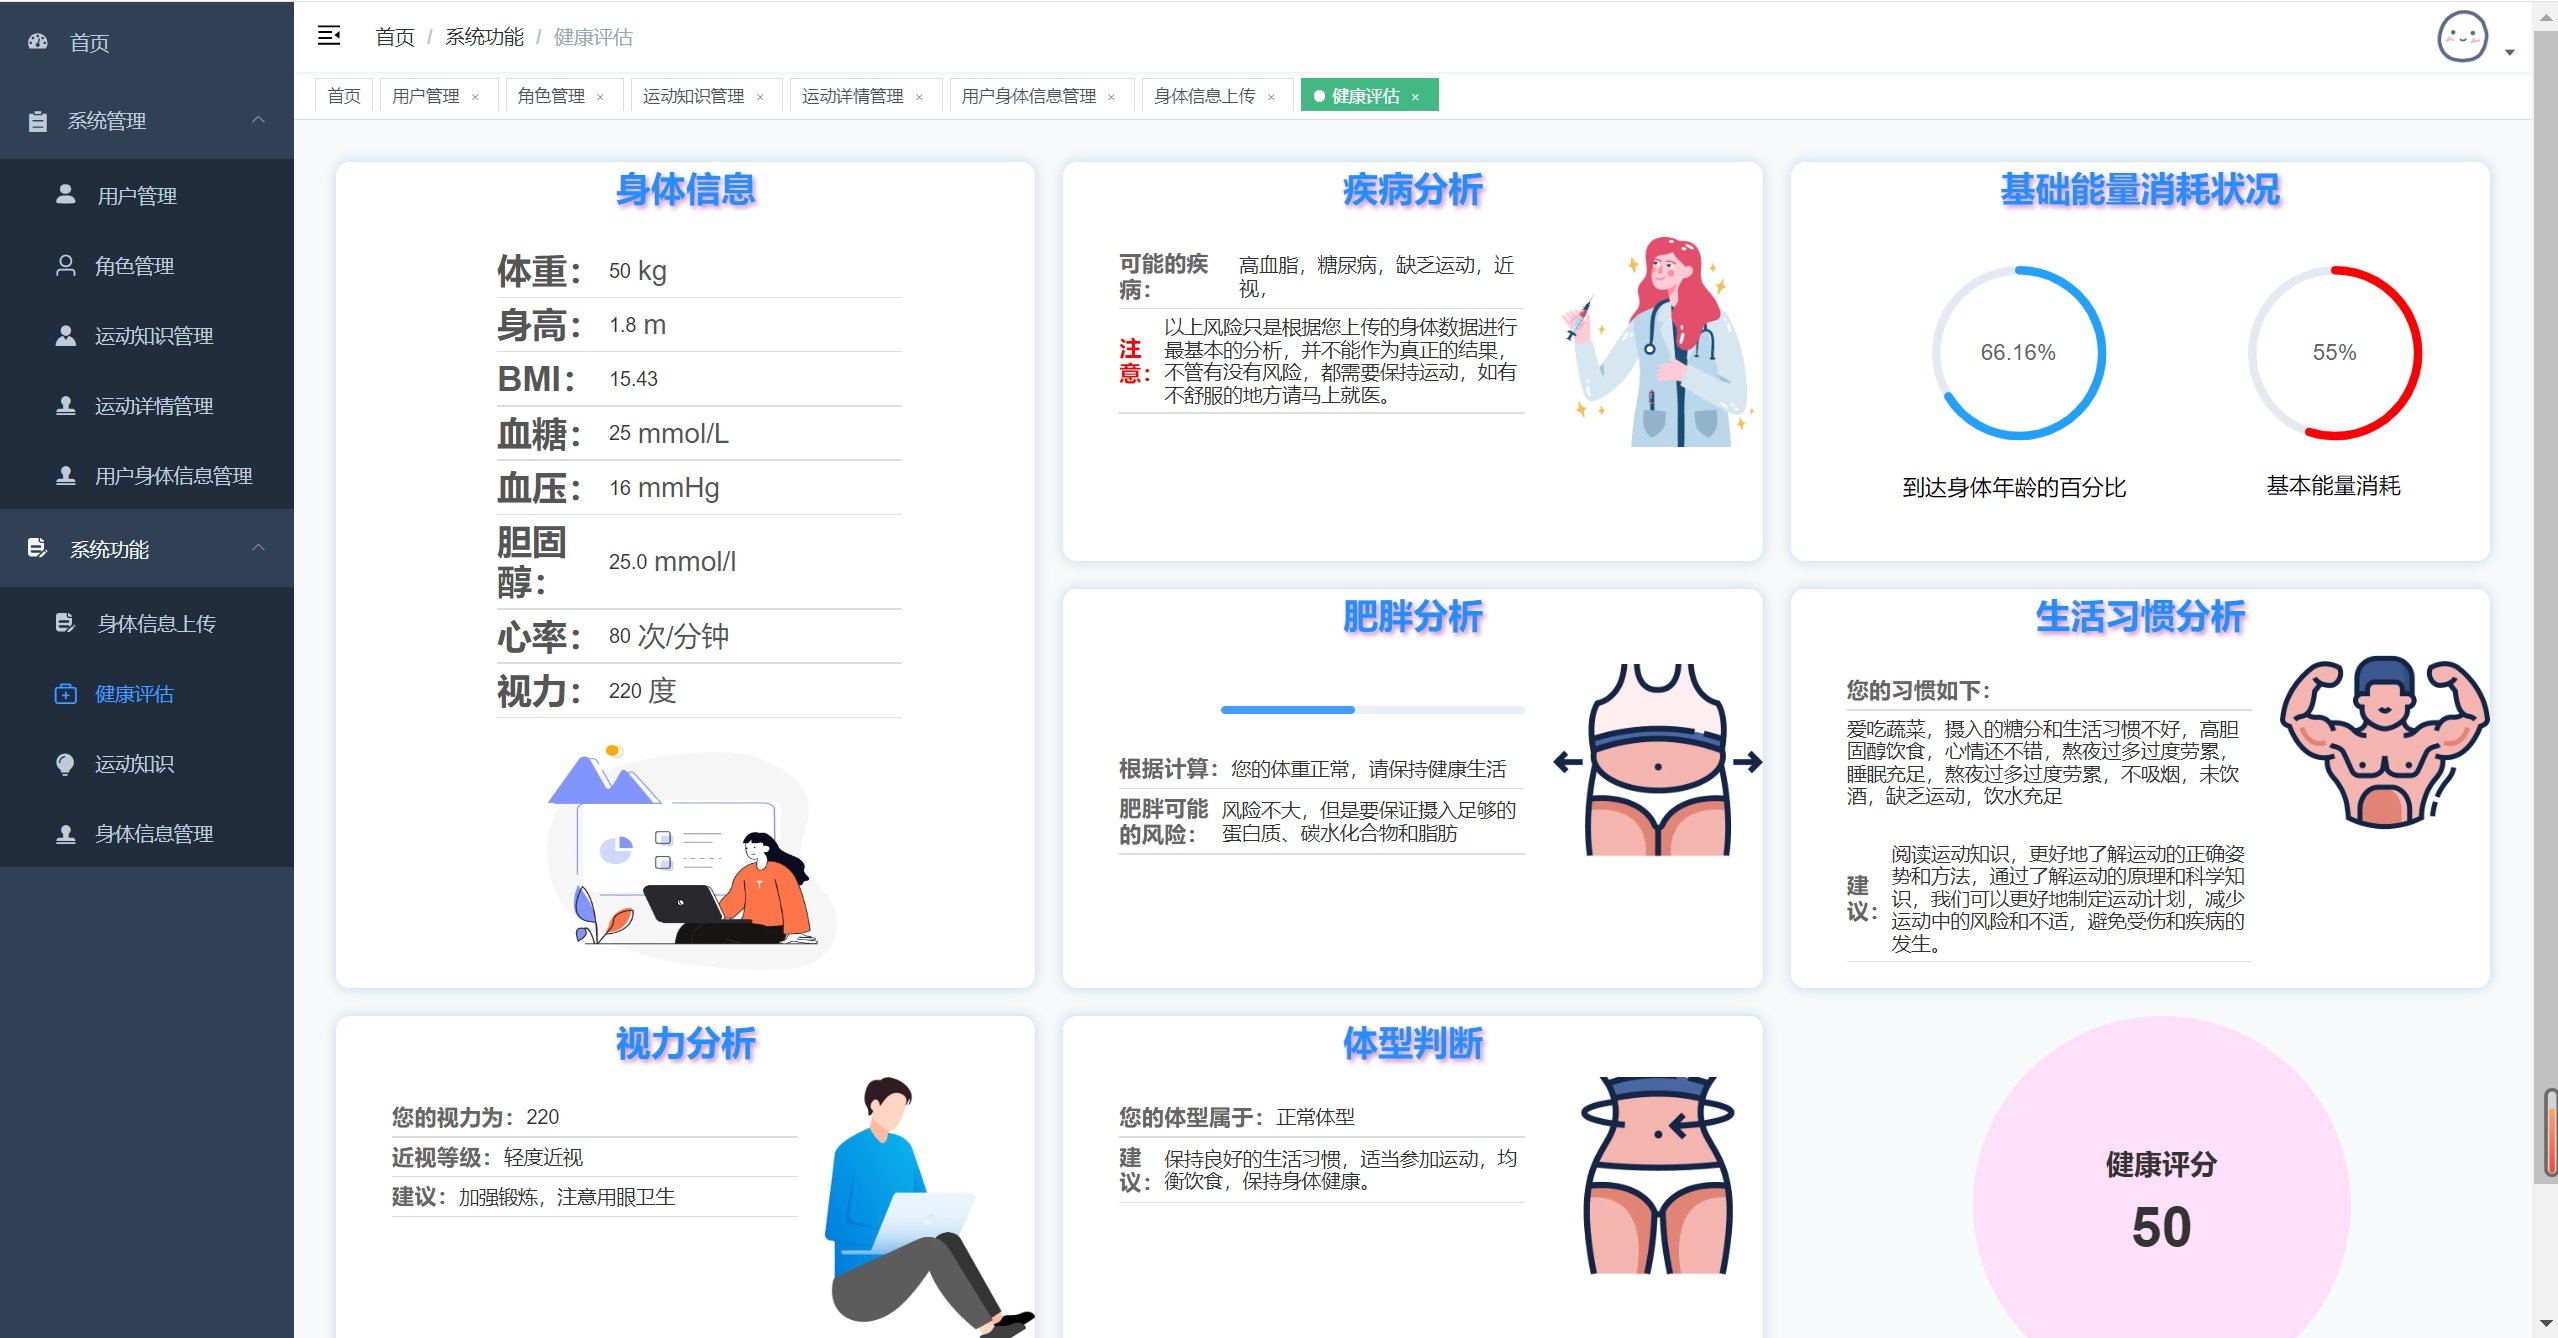 首页
系统管理
用户管理
角色管理
运动知识管理
运动详情管理
用户身体信息管理
系统功能
身体信息上传
健康评估
运动知识
身体信息管理
首页 / 系统功能 / 健康评估
首页 用户管理 × 角色管理 × 运动知识管理 × 运动详情管理 × 用户身体信息管理 × 身体信息上传 × 健康评估 ×
身体信息
体重： 50 kg
身高： 1.8 m
BMI： 15.43
血糖： 25 mmol/L
血压： 16 mmHg
胆固
醇： 25.0 mmol/l
心率： 80 次/分钟
视力： 220 度
疾病分析
可能的疾
病：
高血脂，糖尿病，缺乏运动，近
视，
注
意：
以上风险只是根据您上传的身体数据进行
最基本的分析，并不能作为真正的结果，
不管有没有风险，都需要保持运动，如有
不舒服的地方请马上就医。
基础能量消耗状况
66.16%
55%
到达身体年龄的百分比
基本能量消耗
肥胖分析
根据计算： 您的体重正常，请保持健康生活
肥胖可能
的风险：
风险不大，但是要保证摄入足够的
蛋白质、碳水化合物和脂肪
生活习惯分析
您的习惯如下：
爱吃蔬菜，摄入的糖分和生活习惯不好，高胆
固醇饮食，心情还不错，熬夜过多过度劳累，
睡眠充足，熬夜过多过度劳累，不吸烟，未饮
酒，缺乏运动，饮水充足
建
议：
阅读运动知识，更好地了解运动的正确姿
势和方法，通过了解运动的原理和科学知
识，我们可以更好地制定运动计划，减少
运动中的风险和不适，避免受伤和疾病的
发生。
视力分析
您的视力为： 220
近视等级： 轻度近视
建议： 加强锻炼，注意用眼卫生
体型判断
您的体型属于： 正常体型
建
议：
保持良好的生活习惯，适当参加运动，均
衡饮食，保持身体健康。
健康评分
50